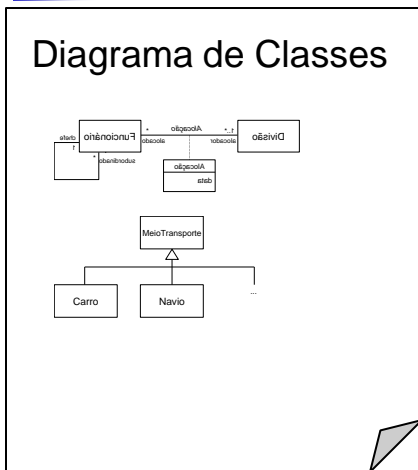 Diagrama de Classes
Funcionário
chefe
1
*
subordinado
*
alocado
Alocação
1..*
alocador
Divisão
Alocação
data
MeioTransporte
Carro
Navio
...